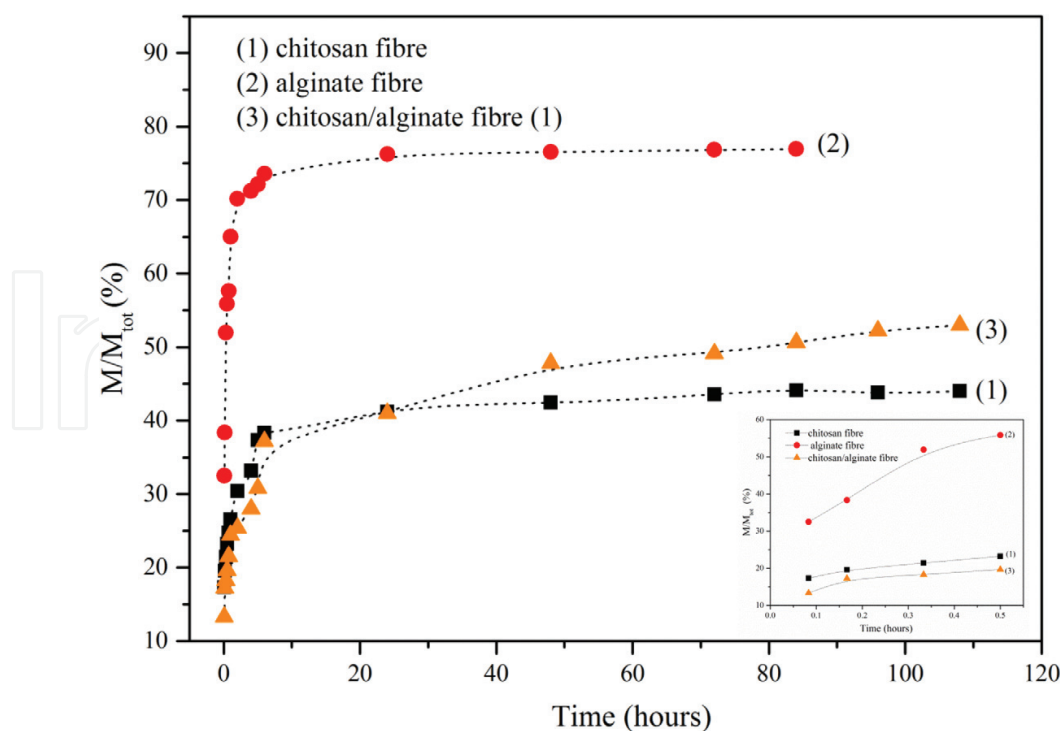 (1) chitosan fibre
(2) alginate fibre
(3) chitosan/alginate fibre (1)
M/M_tot (%)
90
80
70
60
50
40
30
20
10
0 20 40 60 80 100 120
Time (hours)
(2)
(3)
(1)
chitosan fibre
alginate fibre
chitosan/alginate fibre
M/M_tot (%)
60
50
40
30
20
10
0.0 0.1 0.2 0.3 0.4 0.5
Time (hours)
(2)
(1)
(3)